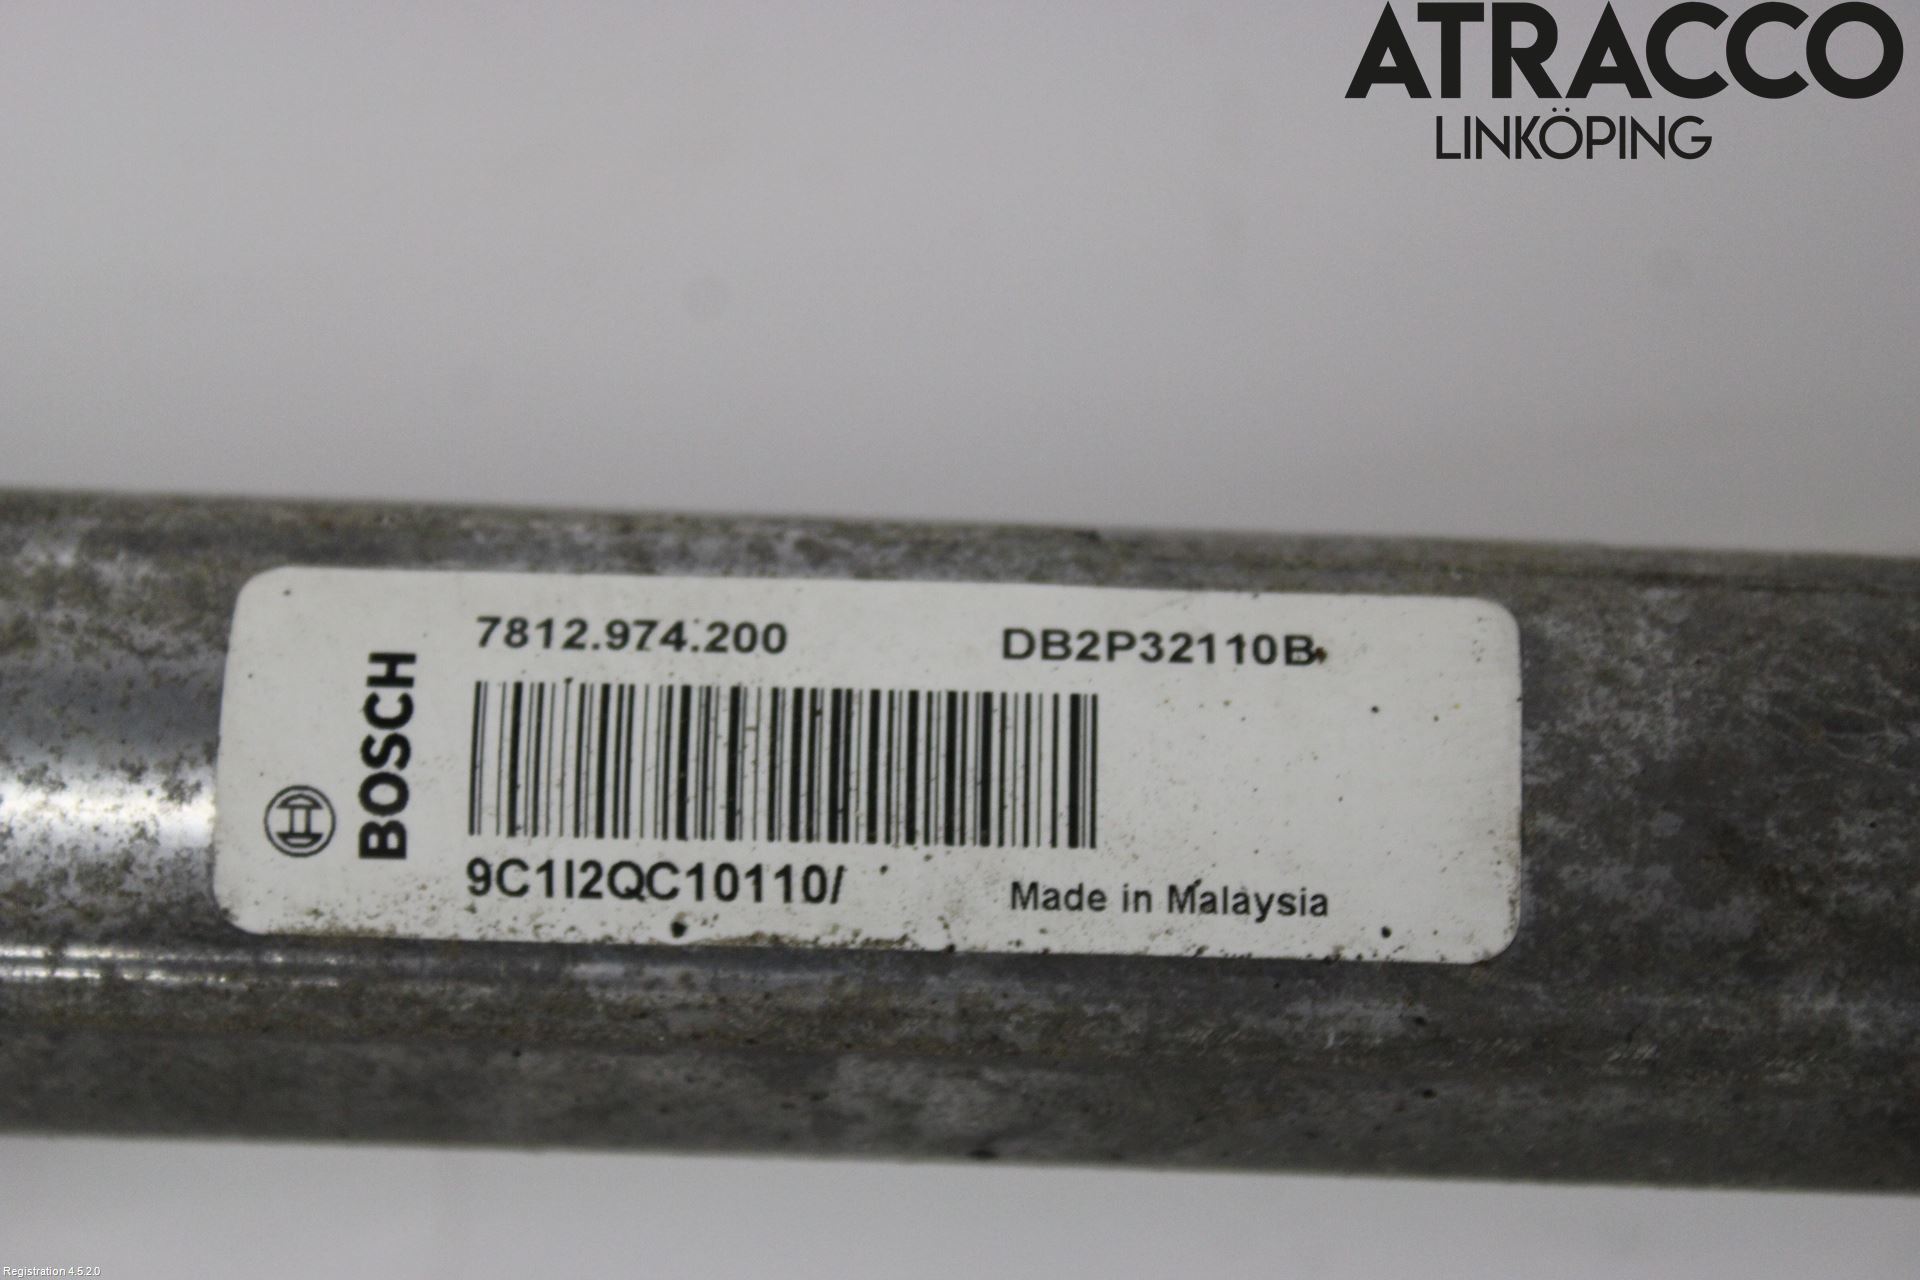 ATRACCO
LINKÖPING
7812.974.200
DB2P32110B
BOSCH
9C1I2QC10110/
Made in Malaysia
Registration 4.5.2.0